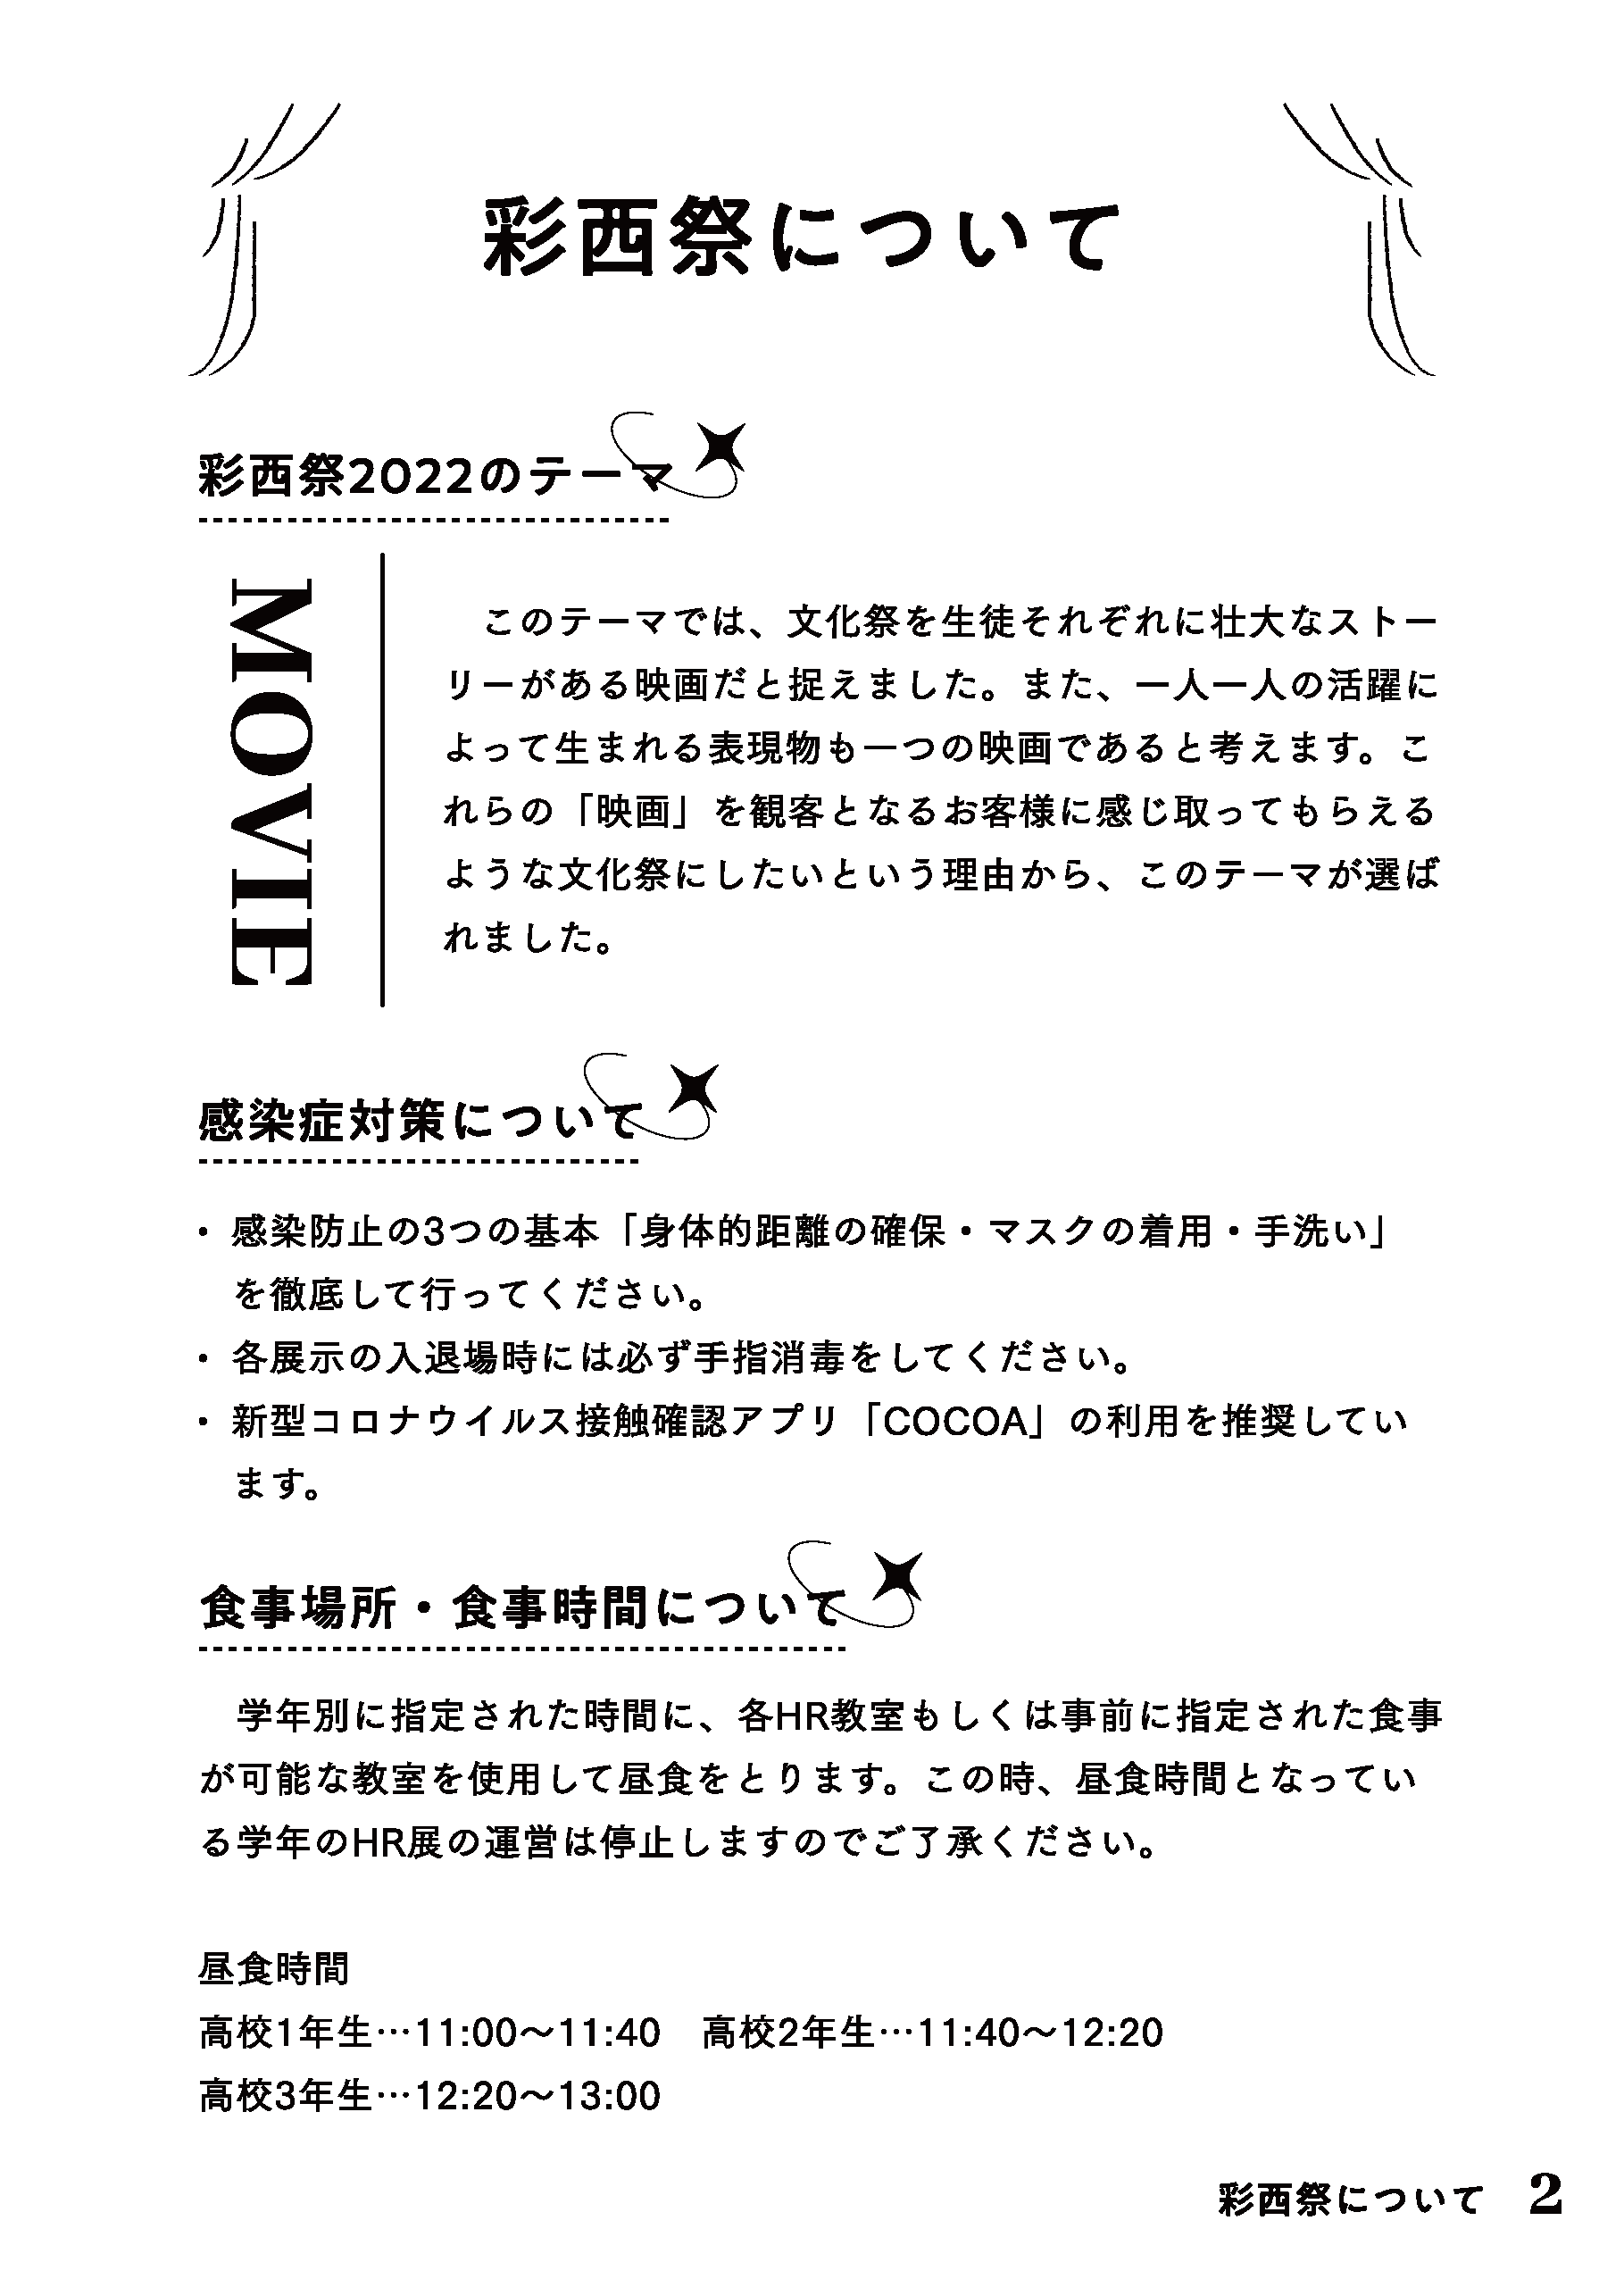 彩西祭について
彩西祭2022のテーマ
MOVIE
　このテーマでは、文化祭を生徒それぞれに壮大なストー
リーがある映画だと捉えました。また、一人一人の活躍に
よって生まれる表現物も一つの映画であると考えます。こ
れらの「映画」を観客となるお客様に感じ取ってもらえる
ような文化祭にしたいという理由から、このテーマが選ば
れました。
感染症対策について
・ 感染防止の3つの基本「身体的距離の確保・マスクの着用・手洗い」
を徹底して行ってください。
・ 各展示の入退場時には必ず手指消毒をしてください。
・ 新型コロナウイルス接触確認アプリ「COCOA」の利用を推奨してい
ます。
食事場所・食事時間について
　学年別に指定された時間に、各HR教室もしくは事前に指定された食事
が可能な教室を使用して昼食をとります。この時、昼食時間となってい
る学年のHR展の運営は停止しますのでご了承ください。
昼食時間
高校1年生…11:00〜11:40　高校2年生…11:40〜12:20
高校3年生…12:20〜13:00
彩西祭について　2